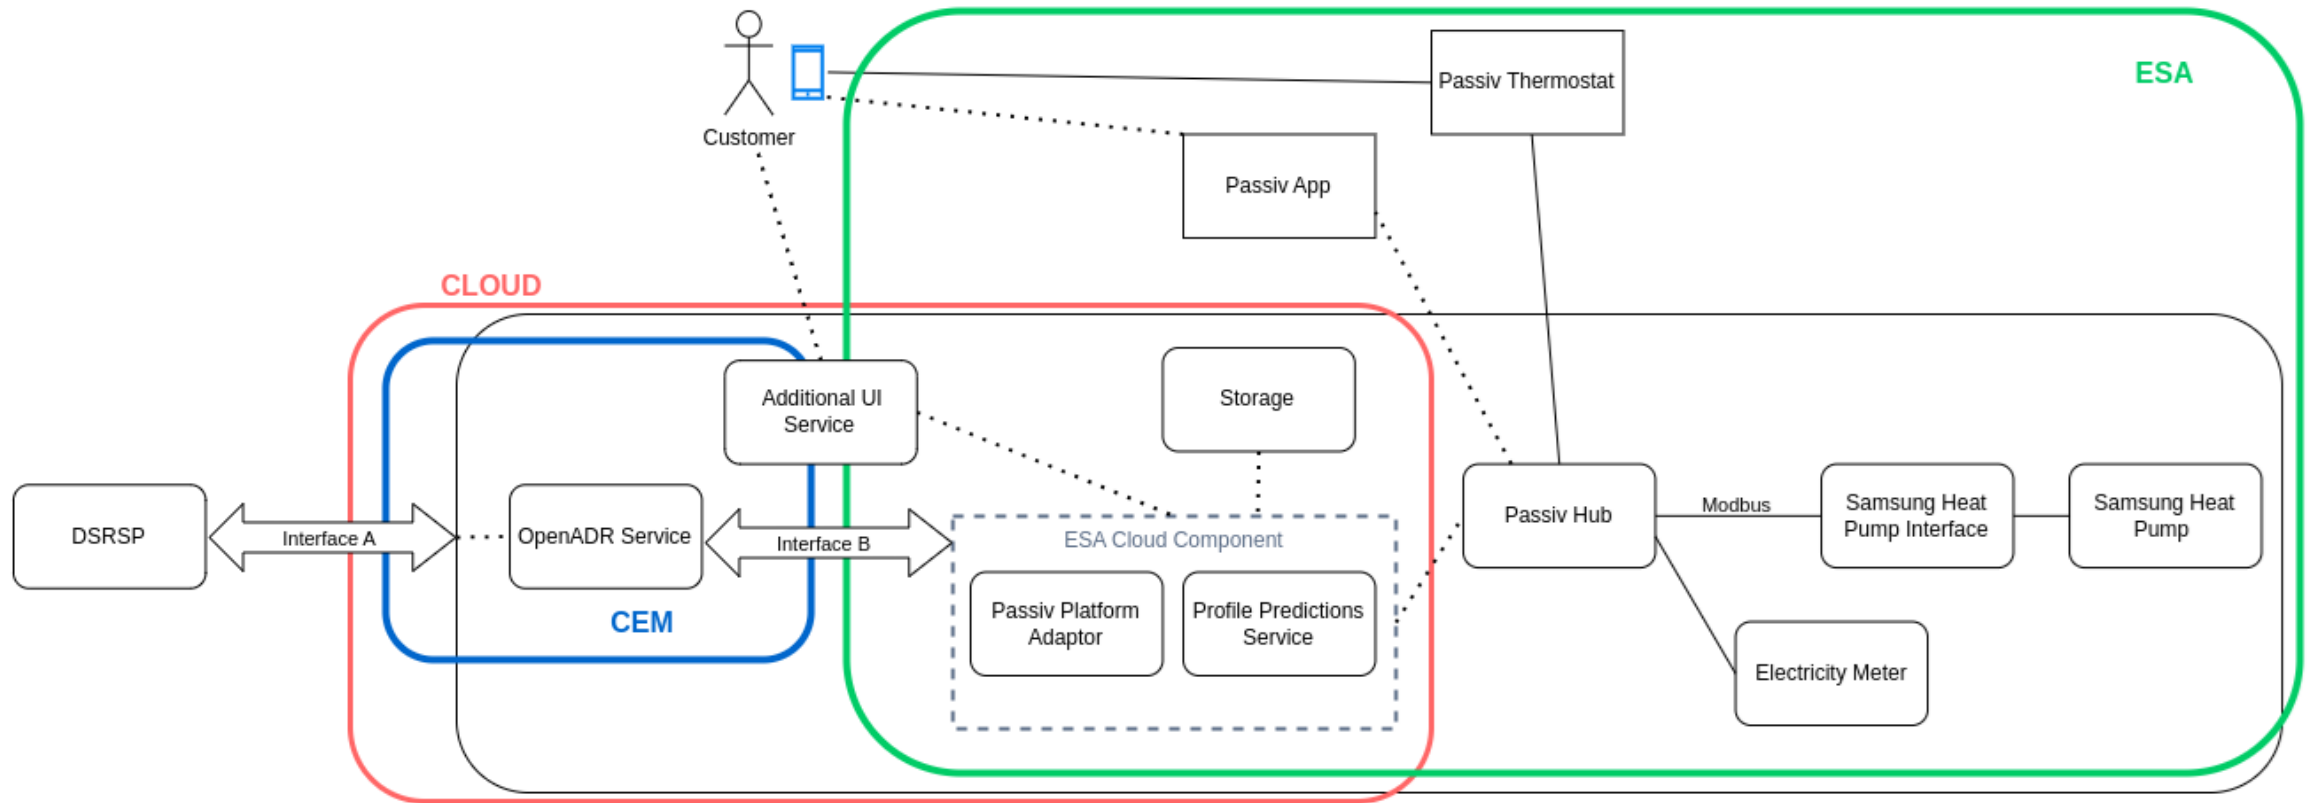 ESA
Passiv Thermostat
Customer
Passiv App
CLOUD
Additional UI
Service
Storage
DSRSP
Interface A
OpenADR Service
Interface B
ESA Cloud Component
Passiv Hub
Modbus
Samsung Heat
Pump Interface
Samsung Heat
Pump
CEM
Passiv Platform
Adaptor
Profile Predictions
Service
Electricity Meter